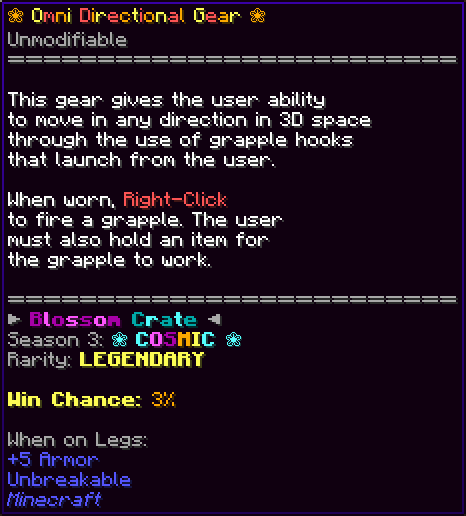 ❀ Omni Directional Gear ❀
Unmodifiable
================================
This gear gives the user ability
to move in any direction in 3D space
through the use of grapple hooks
that launch from the user.
When worn, Right-Click
to fire a grapple. The user
must also hold an item for
the grapple to work.
================================
► Blossom Crate ◄
Season 3: ❀ COSMIC ❀
Rarity: LEGENDARY
Win Chance: 3%
When on Legs:
+5 Armor
Unbreakable
Minecraft